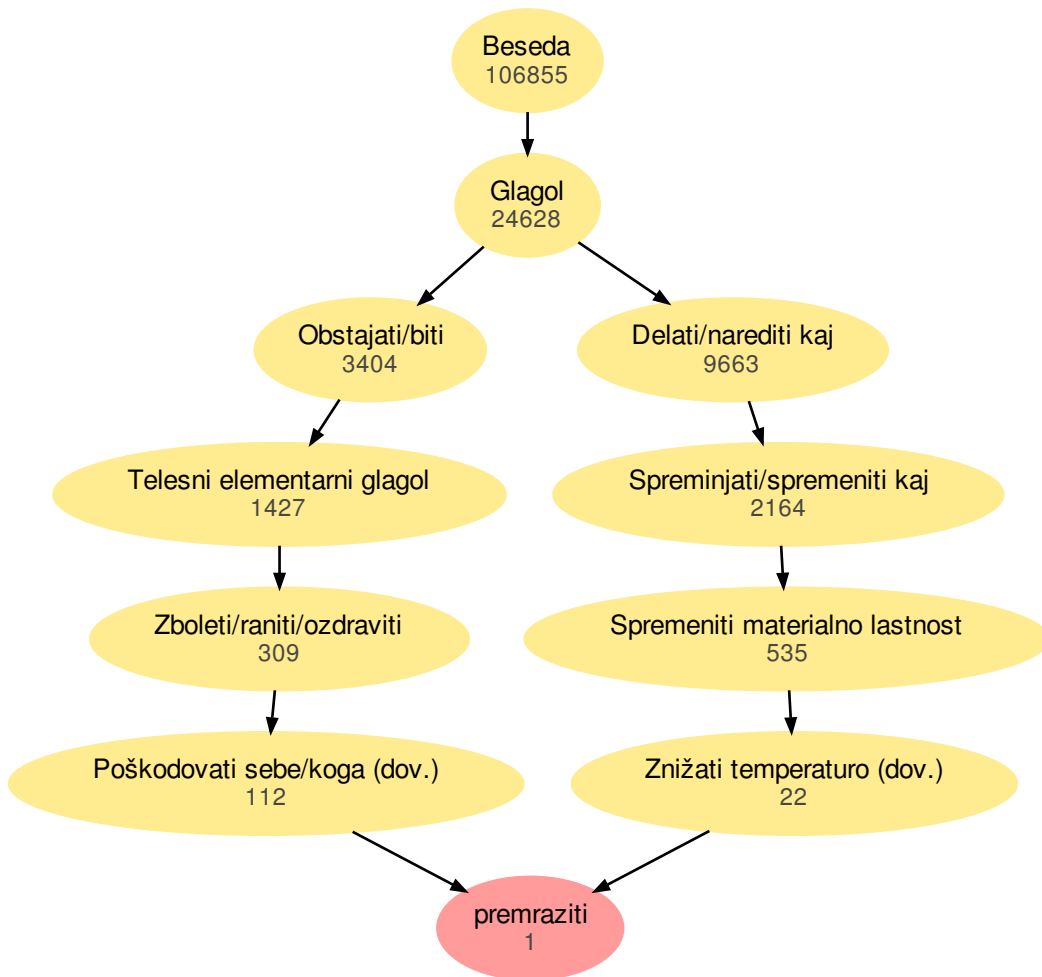 Beseda
106855
Glagol
24628
Obstajati/biti
3404
Delati/narediti kaj
9663
Telesni elementarni glagol
1427
Spreminjati/spremeniti kaj
2164
Zboleti/raniti/ozdraviti
309
Spremeniti materialno lastnost
535
Poškodovati sebe/koga (dov.)
112
Znižati temperaturo (dov.)
22
premraziti
1